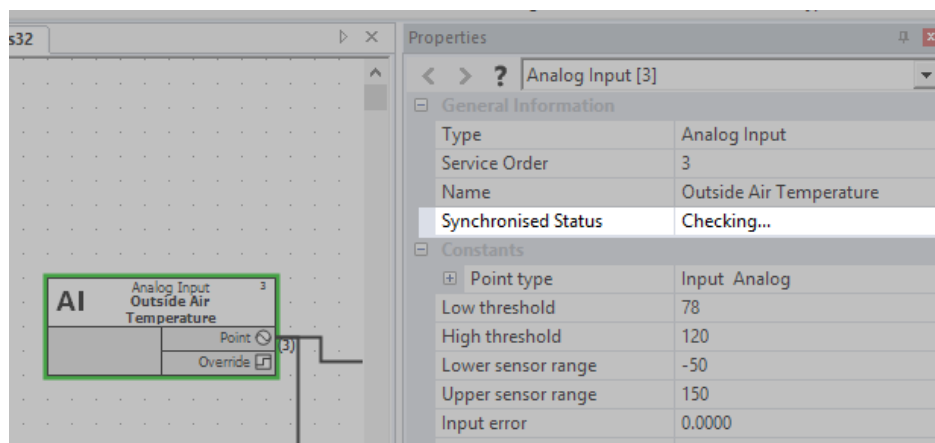 s32
Properties
? Analog Input [3]
General Information
Type Analog Input
Service Order 3
Name Outside Air Temperature
Synchronised Status Checking...
Constants
Point type Input Analog
Low threshold 78
High threshold 120
Lower sensor range -50
Upper sensor range 150
Input error 0.0000
AI
Analog Input 3
Outside Air
Temperature
Point
(3)
Override